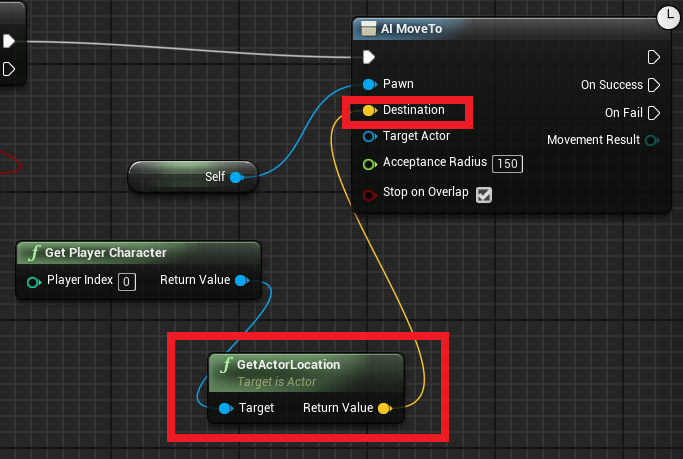 AI MoveTo
Pawn
On Success
Destination
On Fail
Target Actor
Movement Result
Acceptance Radius 150
Stop on Overlap
Self
f Get Player Character
Player Index 0 Return Value
f GetActorLocation
Target is Actor
Target Return Value